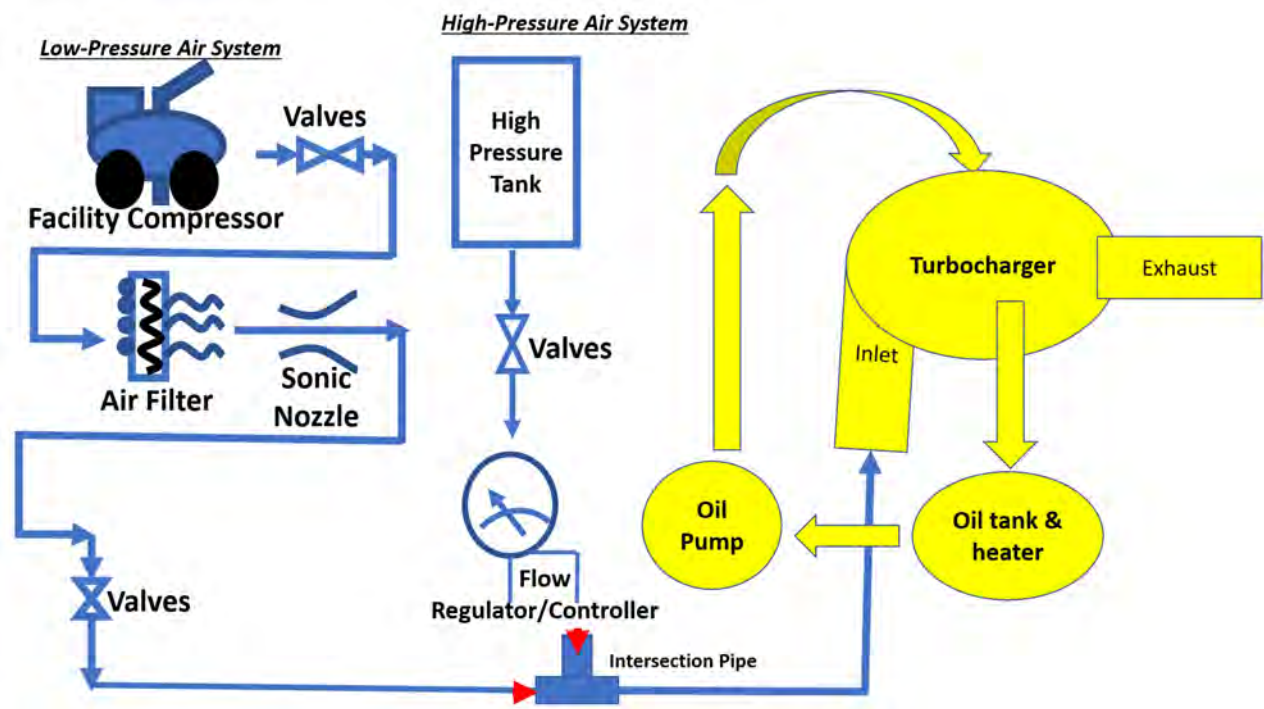 Low-Pressure Air System
High-Pressure Air System
Valves
Facility Compressor
High
Pressure
Tank
Air Filter
Sonic
Nozzle
Valves
Valves
Flow
Regulator/Controller
Intersection Pipe
Turbocharger
Exhaust
Inlet
Oil
Pump
Oil tank &
heater